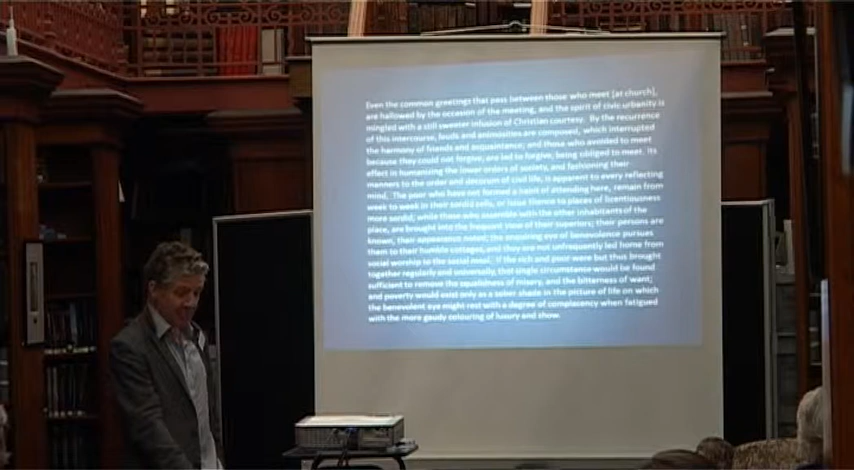 Even the common greetings that pass between those who meet [at church],
are hallowed by the occasion of the meeting, and the spirit of civic urbanity is
mingled with a still sweeter infusion of Christian courtesy. By the recurrence
of this intercourse, feuds and animosities are composed, which interrupted
the harmony of friends and acquaintance; and those who avoided to meet
because they could not forgive, are led to forgive, being obliged to meet. Its
effect in humanizing the lower orders of society, and fashioning their
manners to the order and decorum of civil life, is apparent to every reflecting
mind. The poor who have not formed a habit of attending here, remain from
week to week in their sordid cells, or issue thence to places of licentiousness
more sordid; while those who assemble with the other inhabitants of the
place, are brought into the frequent view of their superiors; their persons are
known, their appearance noted; the enquiring eye of benevolence pursues
them to their humble cottages, and they are not unfrequently led home from
social worship to the social meal. If the rich and poor were but thus brought
together regularly and universally, that single circumstance would be found
sufficient to remove the squalidness of misery, and the bitterness of want;
and poverty would exist only as a sober shade in the picture of life on which
the benevolent eye might rest with a degree of complacency when fatigued
with the more gaudy colouring of luxury and show.